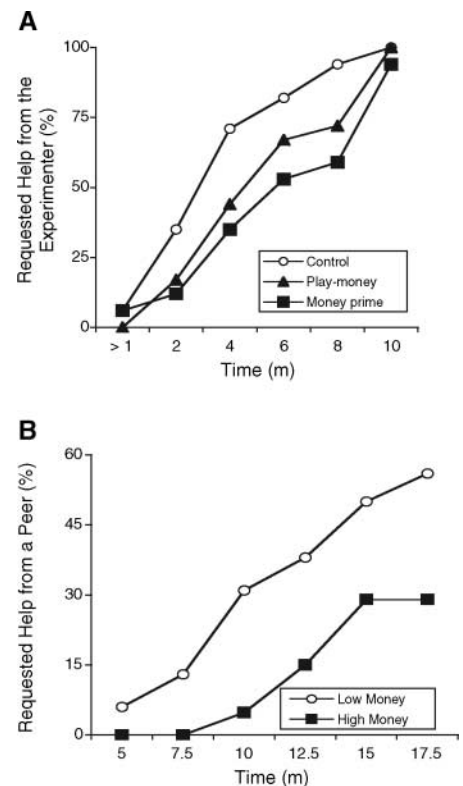 A
Requested Help from the
Experimenter (%)
100
75
50
25
0
Control
Play-money
Money prime
> 1 2 4 6 8 10
Time (m)
B
Requested Help from a Peer (%)
60
45
30
15
0
Low Money
High Money
5 7.5 10 12.5 15 17.5
Time (m)